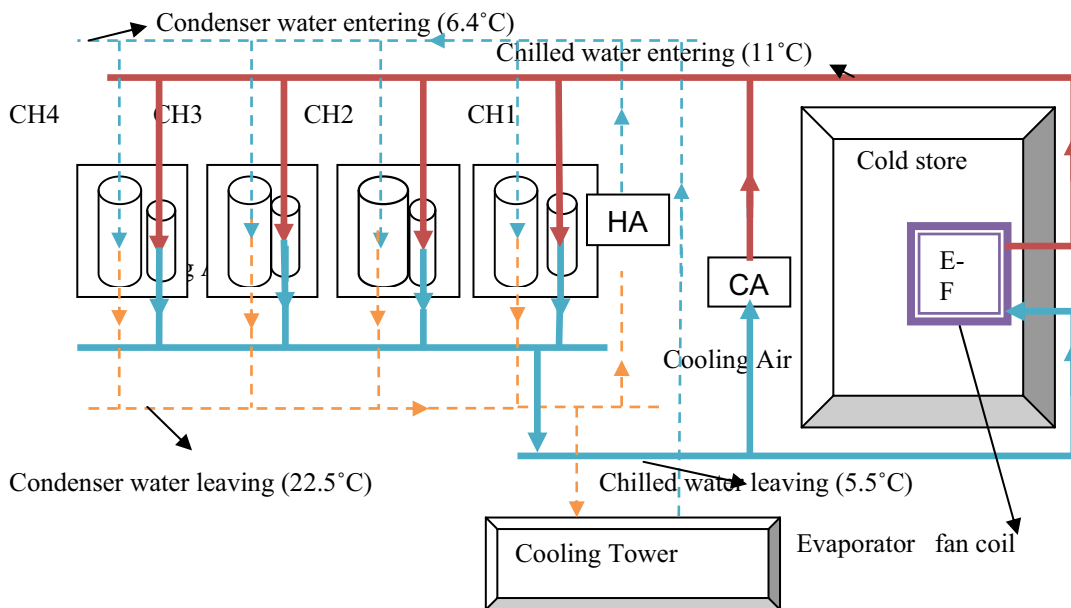 Condenser water entering (6.4˚C)
Chilled water entering (11˚C)
CH4
CH3
CH2
CH1
Cold store
HA
E-
F
CA
Cooling Air
Condenser water leaving (22.5˚C)
Chilled water leaving (5.5˚C)
Cooling Tower
Evaporator fan coil